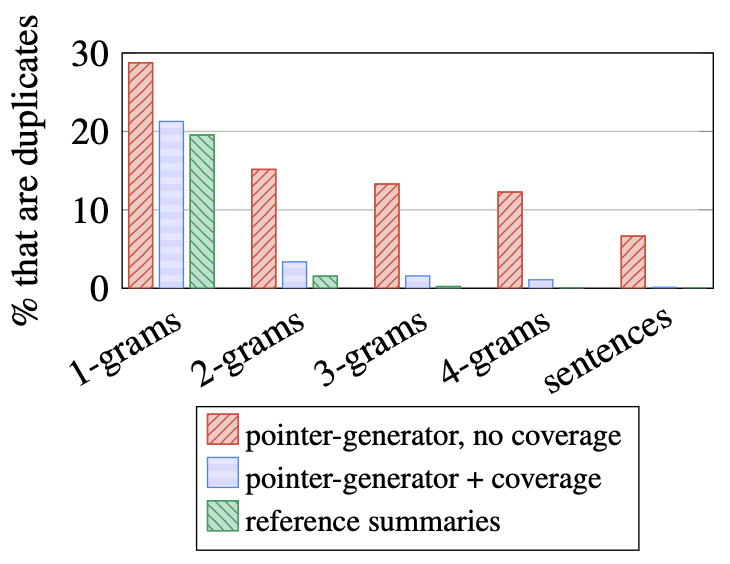 % that are duplicates
30
20
10
0
1-grams
2-grams
3-grams
4-grams
sentences
pointer-generator, no coverage
pointer-generator + coverage
reference summaries